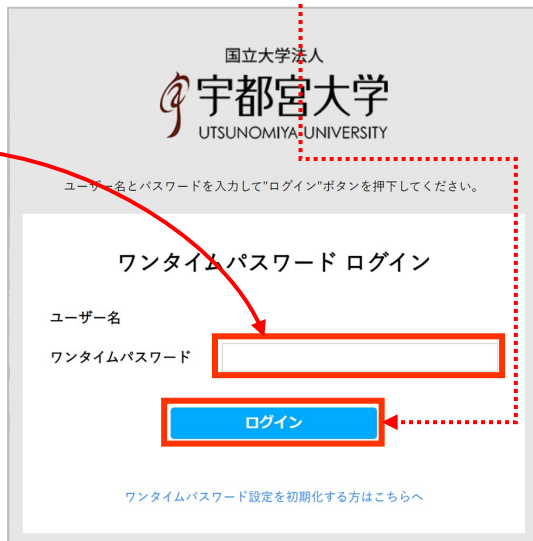 国立大学法人
宇都宮大学
UTSUNOMIYA UNIVERSITY
ユーザー名とパスワードを入力して"ログイン"ボタンを押下してください。
ワンタイムパスワード ログイン
ユーザー名
ワンタイムパスワード
ログイン
ワンタイムパスワード設定を初期化する方はこちらへ